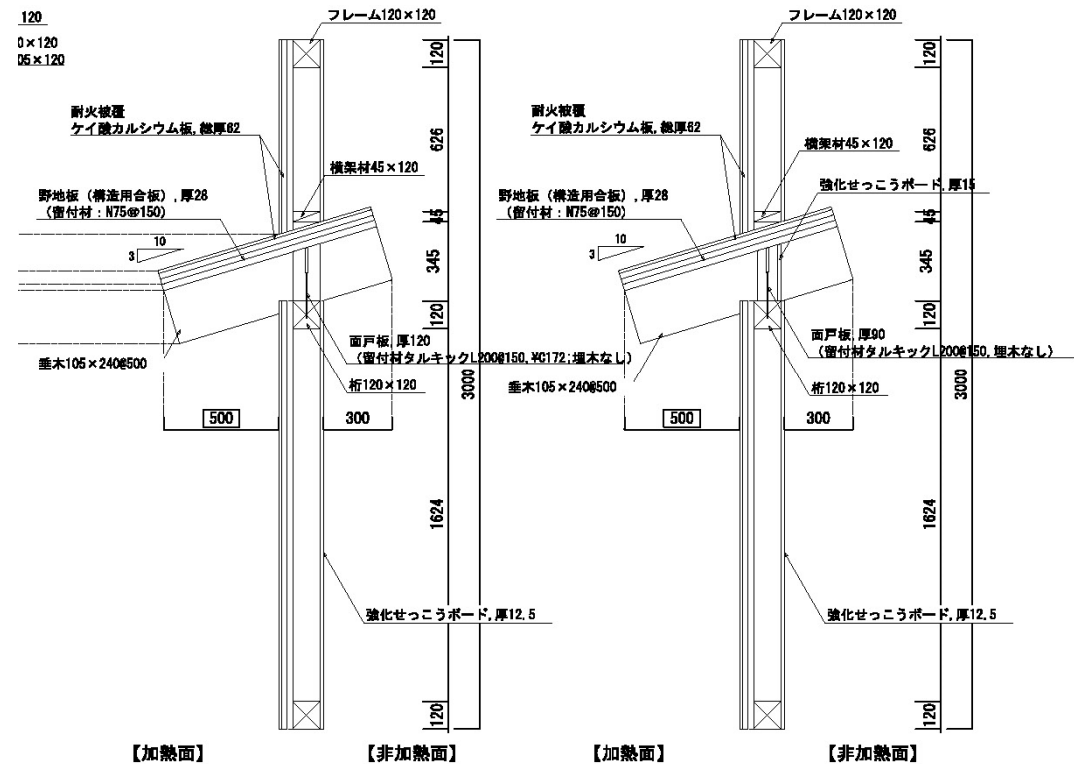 120
0×120
05×120
フレーム120×120
耐火被覆
ケイ酸カルシウム板,総厚62
横架材45×120
野地板（構造用合板）,厚28
（留付材：N75@150）
10
3
面戸板,厚120
（留付材タルキックL200@150,¥C172;埋木なし）
垂木105×240@500
桁120×120
500
300
120
626
45
345
120
1624
120
3000
強化せっこうボード,厚12.5
【加熱面】
【非加熱面】
フレーム120×120
耐火被覆
ケイ酸カルシウム板,総厚62
横架材45×120
強化せっこうボード,厚15
野地板（構造用合板）,厚28
（留付材：N75@150）
10
3
面戸板,厚90
（留付材タルキックL200@150,埋木なし）
垂木105×240@500
桁120×120
500
300
120
626
45
345
120
1624
120
3000
強化せっこうボード,厚12.5
【加熱面】
【非加熱面】